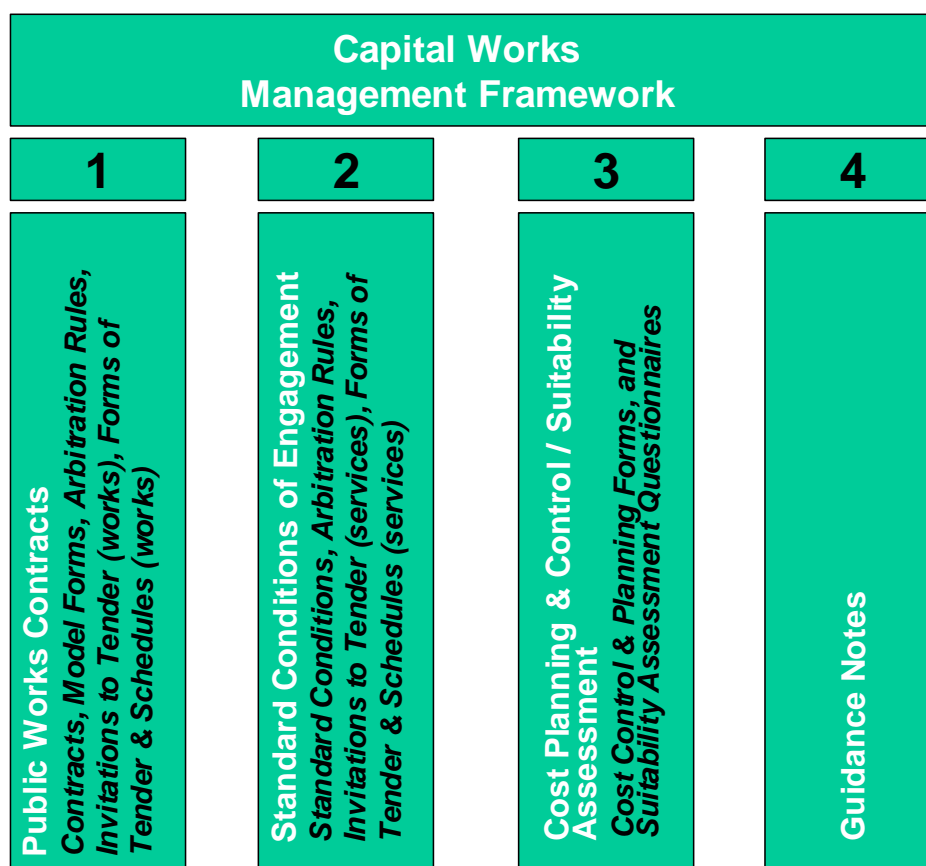 Capital Works
Management Framework
1
2
3
4
Public Works Contracts
Contracts, Model Forms, Arbitration Rules,
Invitations to Tender (works), Forms of
Tender & Schedules (works)
Standard Conditions of Engagement
Standard Conditions, Arbitration Rules,
Invitations to Tender (services), Forms of
Tender & Schedules (services)
Cost Planning & Control / Suitability
Assessment
Cost Control & Planning Forms, and
Suitability Assessment Questionnaires
Guidance Notes